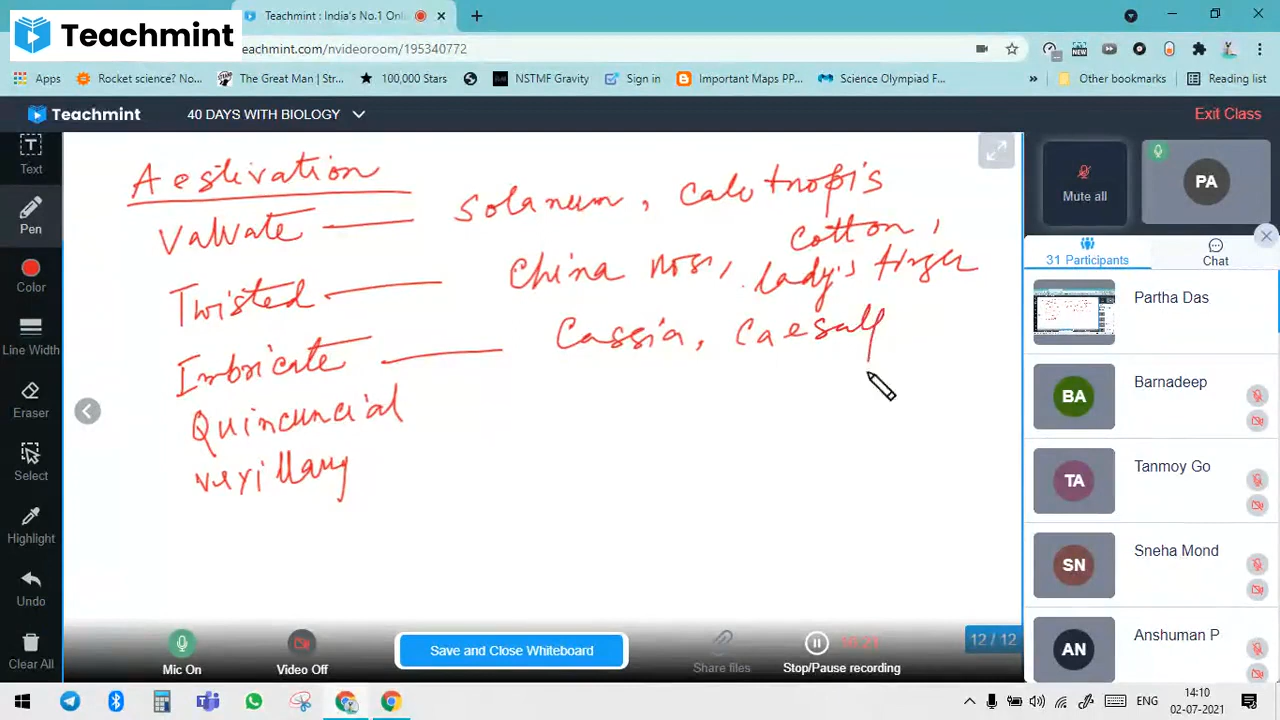 Teachmint
Teachmint : India's No.1 Onl
eachmint.com/nvideoroom/195340772
Apps
Rocket science? No...
The Great Man | Str...
100,000 Stars
NSTMF Gravity
Sign in
Important Maps PP...
Science Olympiad F...
»
Other bookmarks
Reading list
Teachmint
40 DAYS WITH BIOLOGY
Exit Class
Text
Pen
Color
Line Width
Eraser
Select
Highlight
Undo
Clear All
Aestivation
Valvate — Solanum, Calotropis
Twisted — China rose, Cotton,
lady's finger
Imbricate — Cassia, Caesalp
Quincuncial
vexillary
Mute all
PA
31 Participants
Chat
Partha Das
BA
Barnadeep
TA
Tanmoy Go
SN
Sneha Mond
AN
Anshuman P
Mic On
Video Off
Save and Close Whiteboard
Share files
Stop/Pause recording
12 / 12
ENG
14:10
02-07-2021